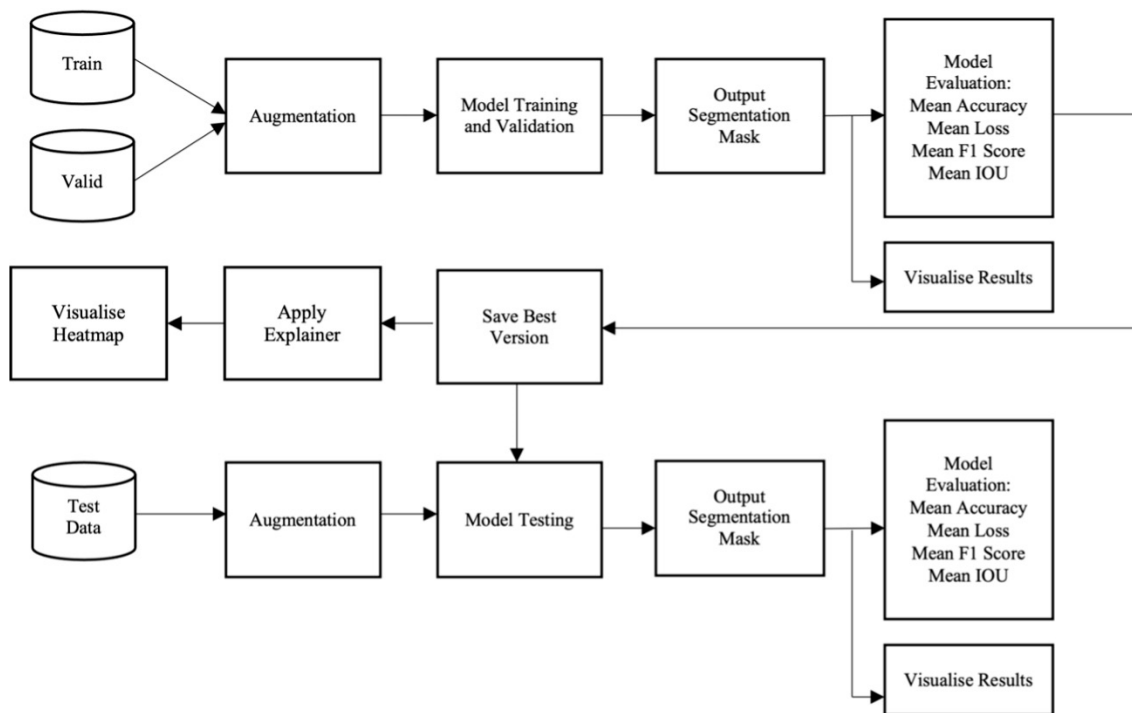 Train
Valid
Augmentation
Model Training
and Validation
Output
Segmentation
Mask
Model
Evaluation:
Mean Accuracy
Mean Loss
Mean F1 Score
Mean IOU
Visualise Results
Visualise
Heatmap
Apply
Explainer
Save Best
Version
Test
Data
Augmentation
Model Testing
Output
Segmentation
Mask
Model
Evaluation:
Mean Accuracy
Mean Loss
Mean F1 Score
Mean IOU
Visualise Results